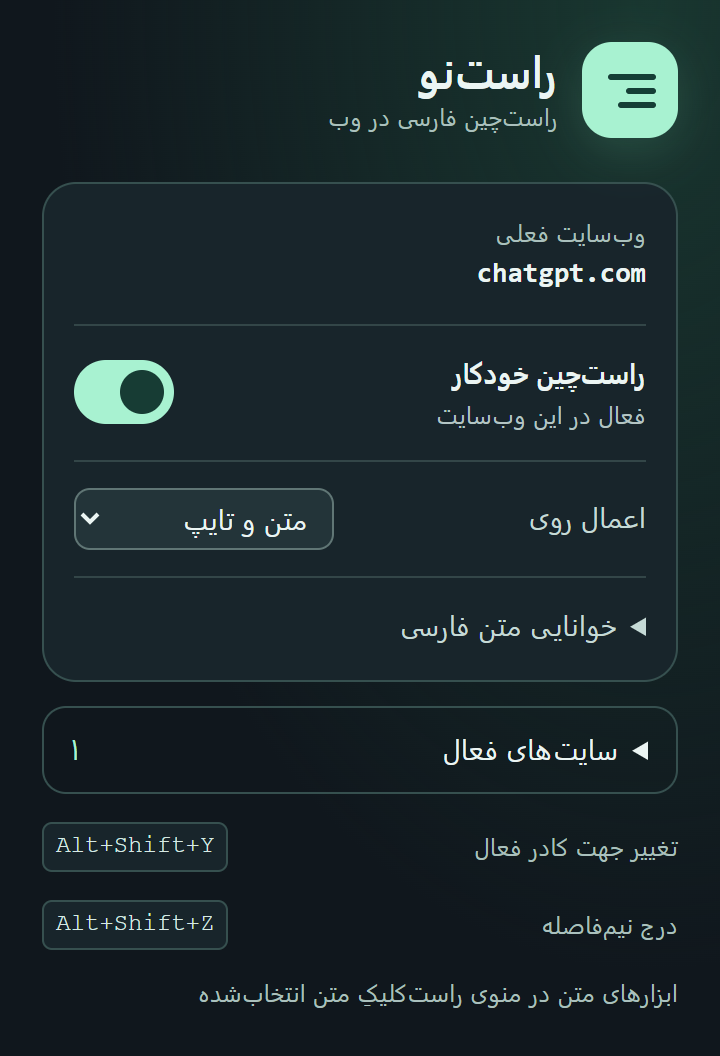 راست‌نو
راست‌چین فارسی در وب
وب‌سایت فعلی
chatgpt.com
راست‌چین خودکار
فعال در این وب‌سایت
اعمال روی
متن و تایپ
خوانایی متن فارسی
سایت‌های فعال
۱
تغییر جهت کادر فعال
Alt+Shift+Y
درج نیم‌فاصله
Alt+Shift+Z
ابزارهای متن در منوی راست‌کلیکِ متن انتخاب‌شده